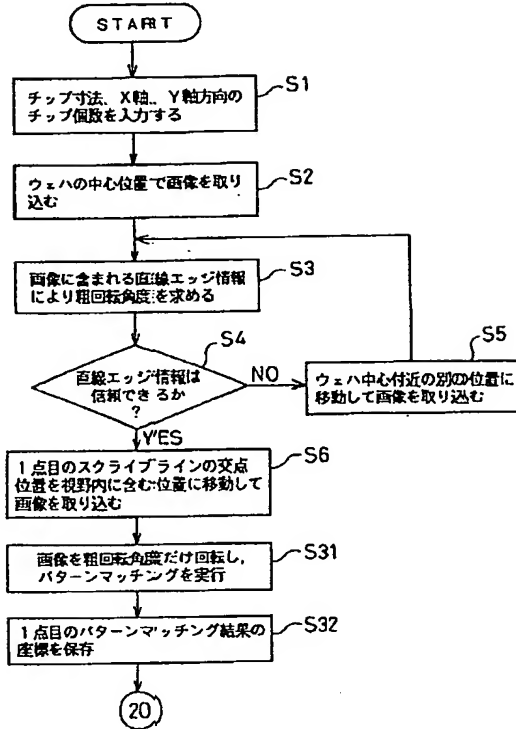 START
チップ寸法、X軸、Y軸方向の
チップ個数を入力する
S1
ウェハの中心位置で画像を取り
込む
S2
画像に含まれる直線エッジ情報
により粗回転角度を求める
S3
直線エッジ情報は
信頼できるか
?
S4
NO
YES
ウェハ中心付近の別の位置に
移動して画像を取り込む
S5
1点目のスクライブラインの交点
位置を視野内に含む位置に移動して
画像を取り込む
S6
画像を粗回転角度だけ回転し,
パターンマッチングを実行
S31
1点目のパターンマッチング結果の
座標を保存
S32
20